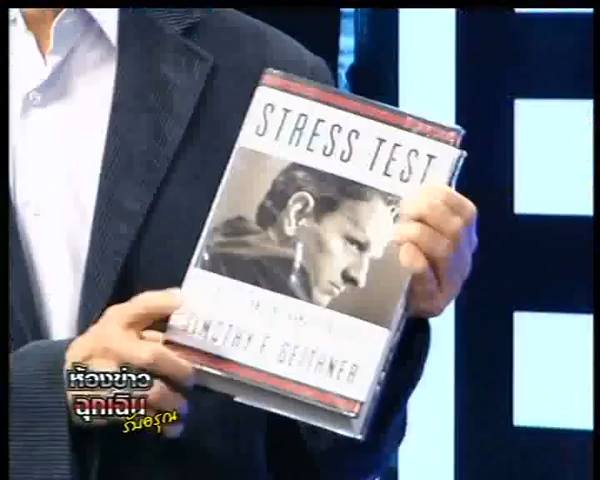 STRESS TEST
TIMOTHY F. GEITHNER
ห้องข่าว
ฉุกเฉิน
รับอรุณ